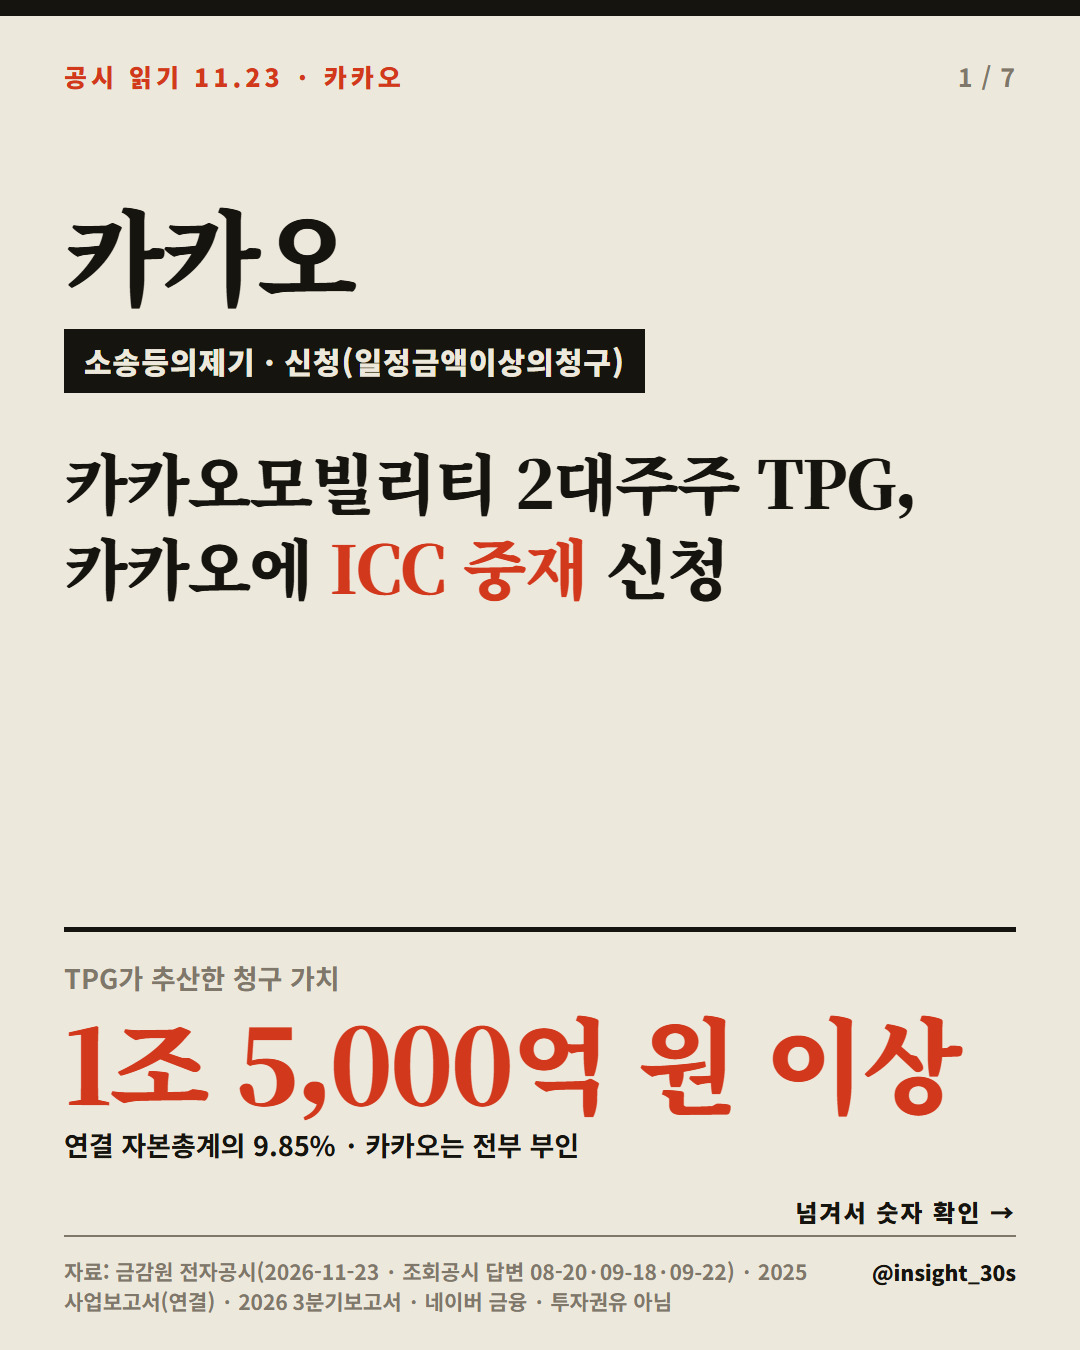 공시 읽기 11.23 · 카카오
1 / 7
카카오
소송등의제기 · 신청(일정금액이상의청구)
카카오모빌리티 2대주주 TPG,
카카오에 ICC 중재 신청
TPG가 추산한 청구 가치
1조 5,000억 원 이상
연결 자본총계의 9.85% · 카카오는 전부 부인
넘겨서 숫자 확인 →
자료: 금감원 전자공시(2026-11-23 · 조회공시 답변 08-20·09-18·09-22) · 2025
사업보고서(연결) · 2026 3분기보고서 · 네이버 금융 · 투자권유 아님
@insight_30s